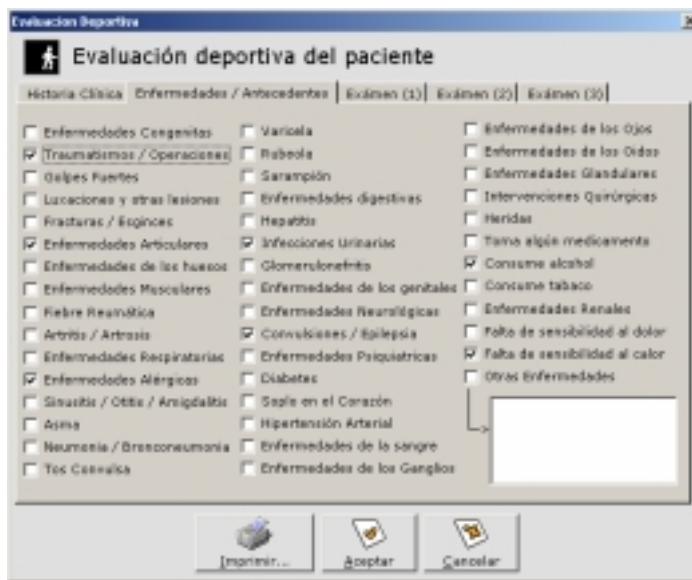 Evaluacion Deportiva
Evaluación deportiva del paciente
Historia Clínica
Enfermedades / Antecedentes
Exámen (1)
Exámen (2)
Exámen (3)
Enfermedades Congenitas
Traumatismos / Operaciones
Golpes Fuertes
Luxaciones y otras lesiones
Fracturas / Esginces
Enfermedades Articulares
Enfermedades de los huesos
Enfermedades Musculares
Fiebre Reumática
Artritis / Artrosis
Enfermedades Respiratorias
Enfermedades Alérgicas
Sinusitis / Otitis / Amigdalitis
Asma
Neumonia / Bronconeumonia
Tos Convulsa
Varicela
Rubeola
Sarampión
Enfermedades digestivas
Hepatitis
Infecciones Urinarias
Glomerulonefritis
Enfermedades de los genitales
Enfermedades Neurológicas
Convulsiones / Epilepsia
Enfermedades Psiquiatricas
Diabetes
Soplo en el Corazón
Hipertensión Arterial
Enfermedades de la sangre
Enfermedades de los Ganglios
Enfermedades de los Ojos
Enfermedades de los Oidos
Enfermedades Glandulares
Intervenciones Quirúrgicas
Heridas
Toma algún medicamento
Consume alcohol
Consume tabaco
Enfermedades Renales
Falta de sensibilidad al dolor
Falta de sensibilidad al calor
Otras Enfermedades
Imprimir...
Aceptar
Cancelar